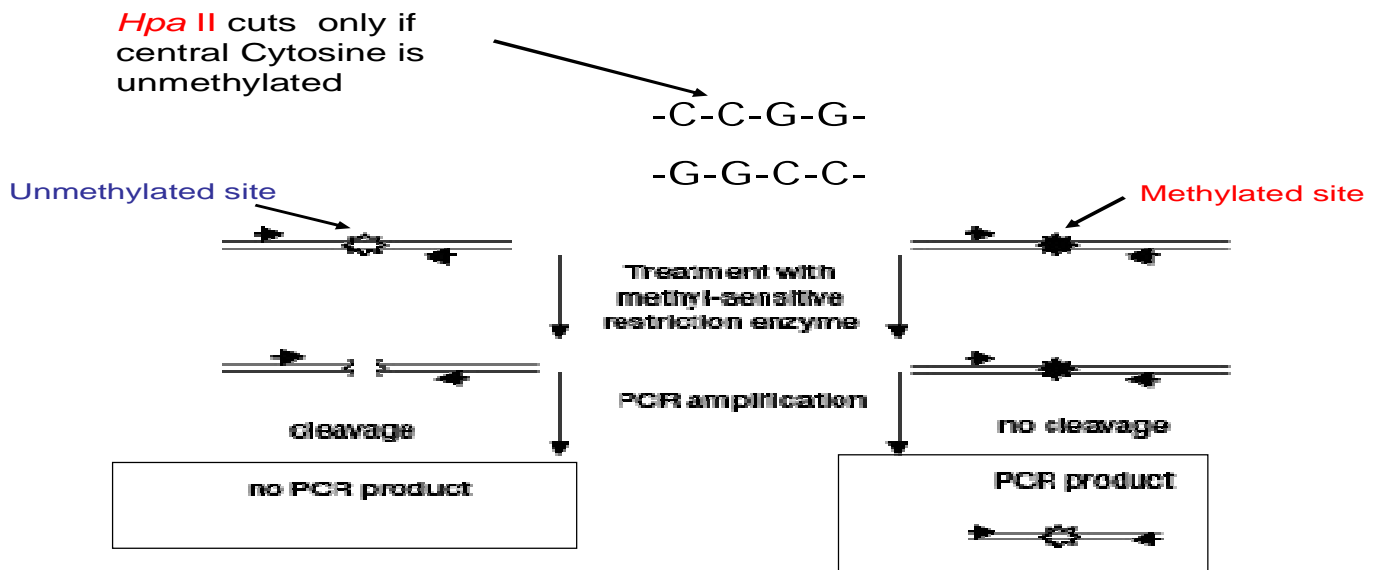 Hpa II cuts only if
central Cytosine is
unmethylated
-C-C-G-G-
-G-G-C-C-
Unmethylated site
Methylated site
Treatment with
methyl-sensitive
restriction enzyme
PCR amplification
cleavage
no cleavage
no PCR product
PCR product